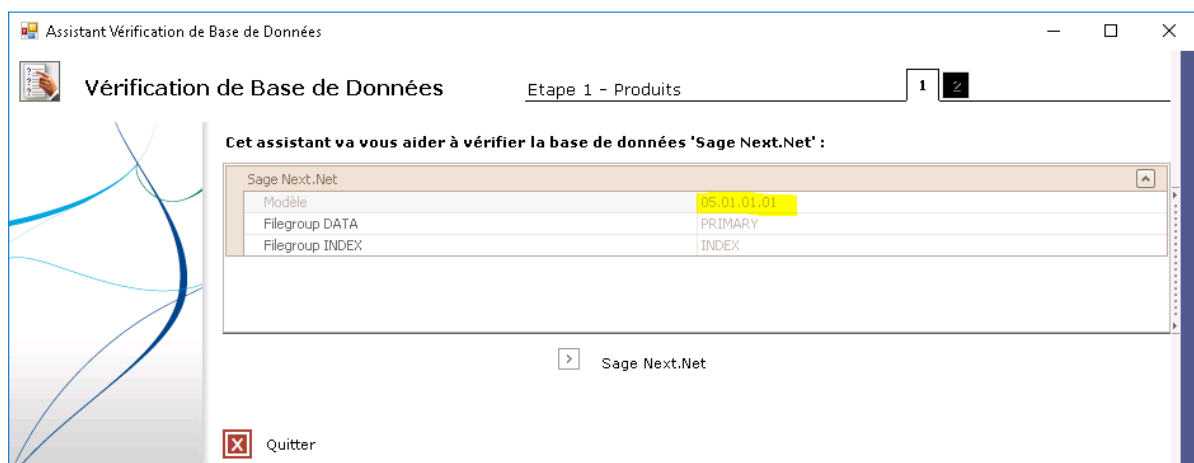 Assistant Vérification de Base de Données
Vérification de Base de Données
Etape 1 - Produits
1 2
Cet assistant va vous aider à vérifier la base de données 'Sage Next.Net' :
Sage Next.Net
Modèle 05.01.01.01
Filegroup DATA PRIMARY
Filegroup INDEX INDEX
Sage Next.Net
Quitter